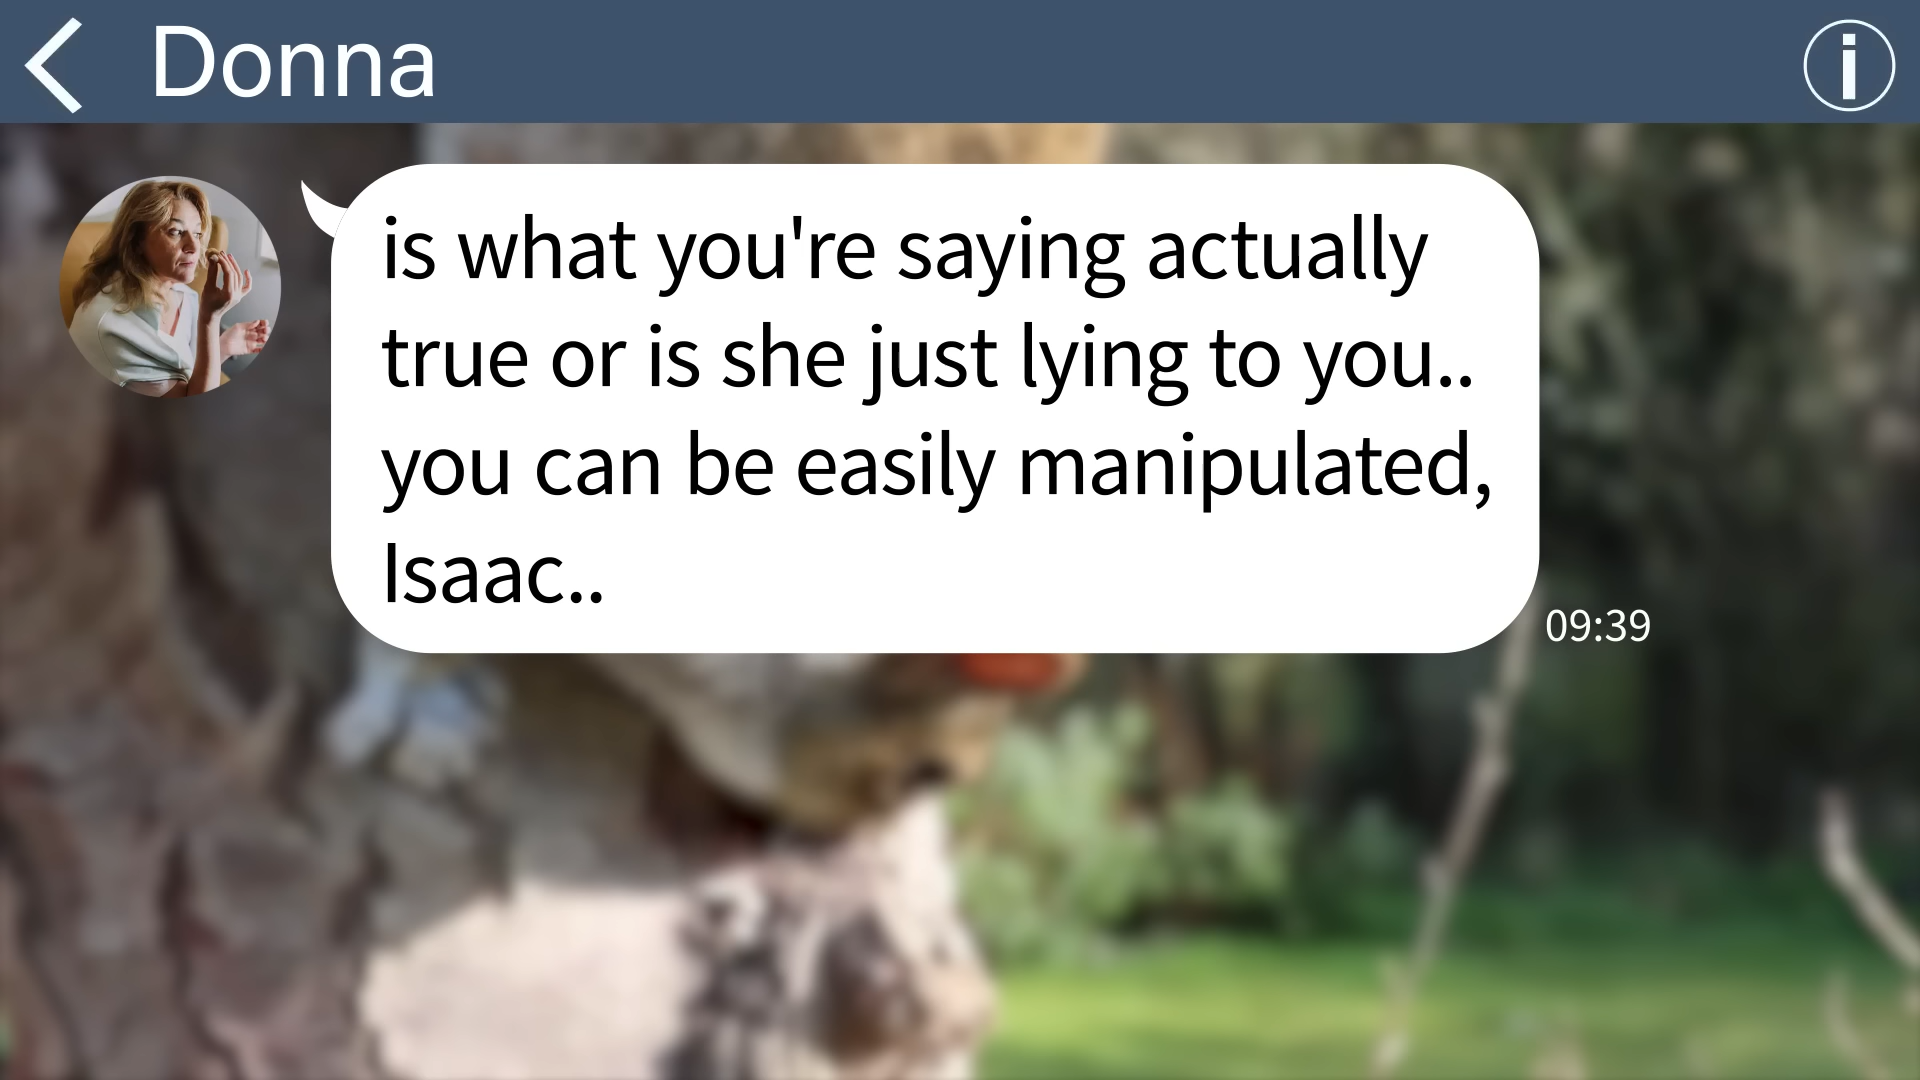 Donna
is what you're saying actually
true or is she just lying to you..
you can be easily manipulated,
Isaac..
09:39